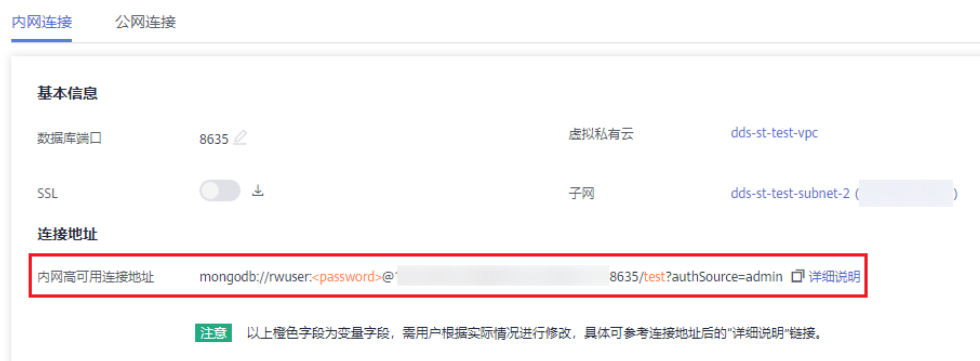 内网连接 公网连接
基本信息
数据库端口 8635 虚拟私有云 dds-st-test-vpc
SSL 子网 dds-st-test-subnet-2 ( )
连接地址
内网高可用连接地址 mongodb://rwuser:<password>@ 8635/test?authSource=admin 详细说明
注意 以上橙色字段为变量字段，需用户根据实际情况进行修改，具体可参考连接地址后的“详细说明”链接。